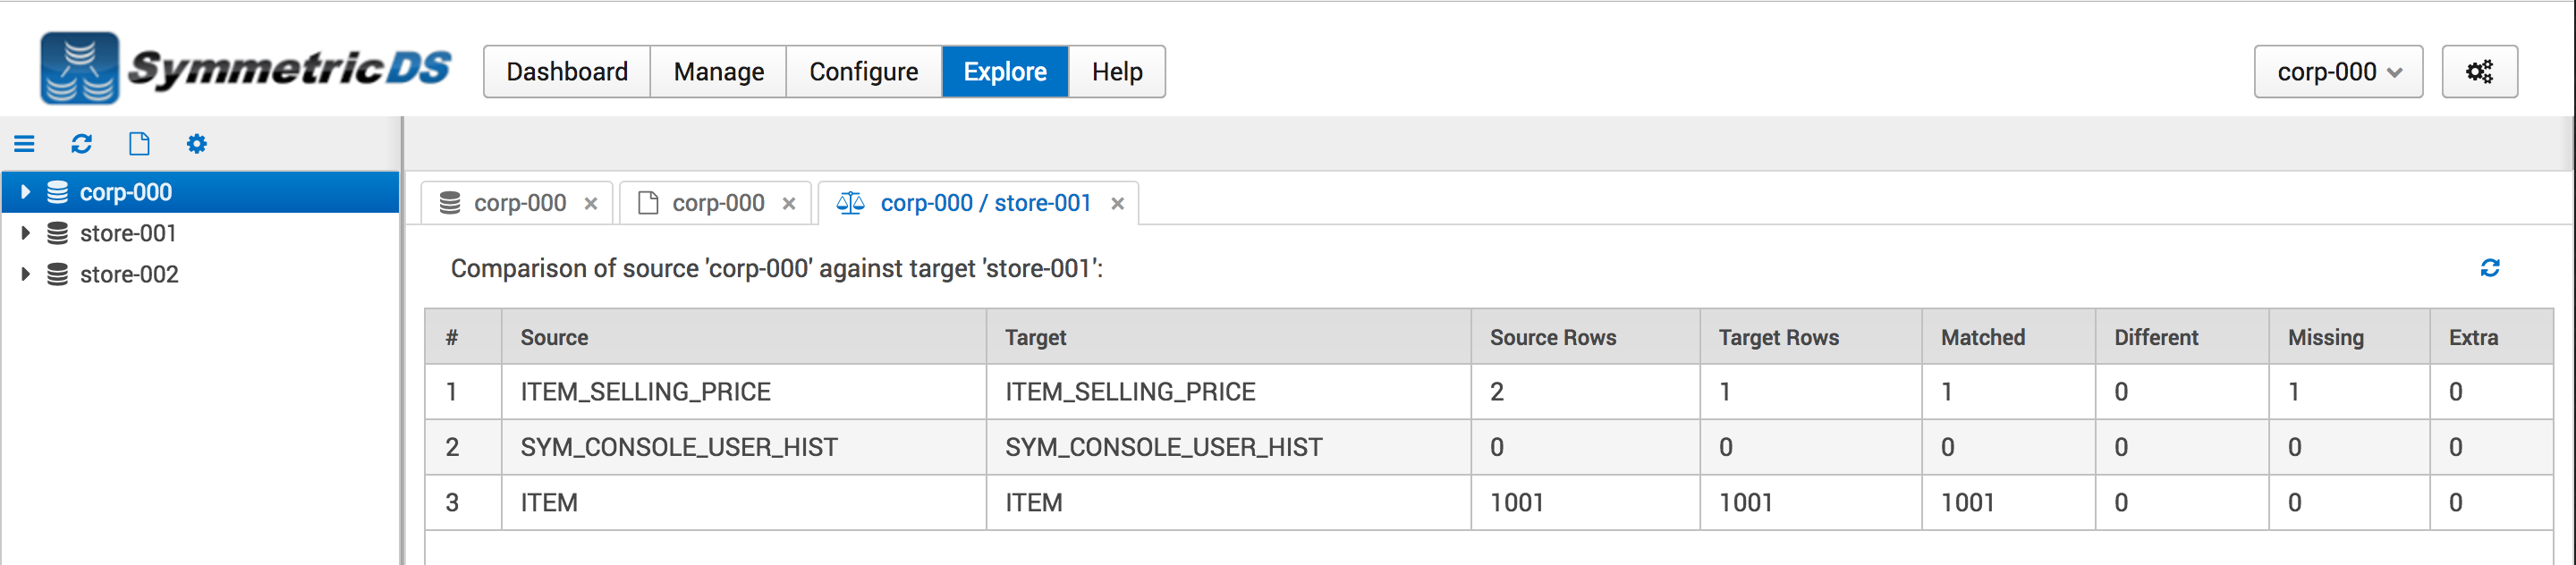 SymmetricDS Dashboard Manage Configure Explore Help corp-000
corp-000
store-001
store-002
corp-000 corp-000 corp-000 / store-001
Comparison of source 'corp-000' against target 'store-001':
# Source Target Source Rows Target Rows Matched Different Missing Extra
1 ITEM_SELLING_PRICE ITEM_SELLING_PRICE 2 1 1 0 1 0
2 SYM_CONSOLE_USER_HIST SYM_CONSOLE_USER_HIST 0 0 0 0 0 0
3 ITEM ITEM 1001 1001 1001 0 0 0